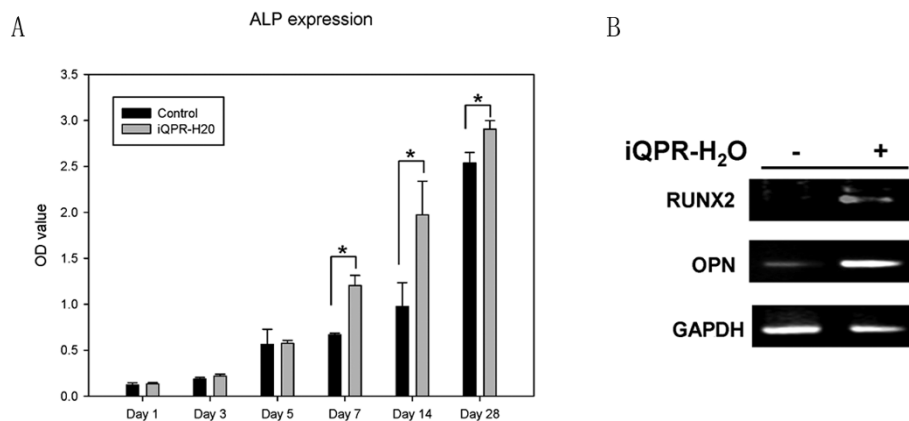 A
ALP expression
OD value
3.5
3.0
2.5
2.0
1.5
1.0
0.5
0.0
Control
iQPR-H20
*
*
*
Day 1
Day 3
Day 5
Day 7
Day 14
Day 28
B
iQPR-H₂O - +
RUNX2
OPN
GAPDH